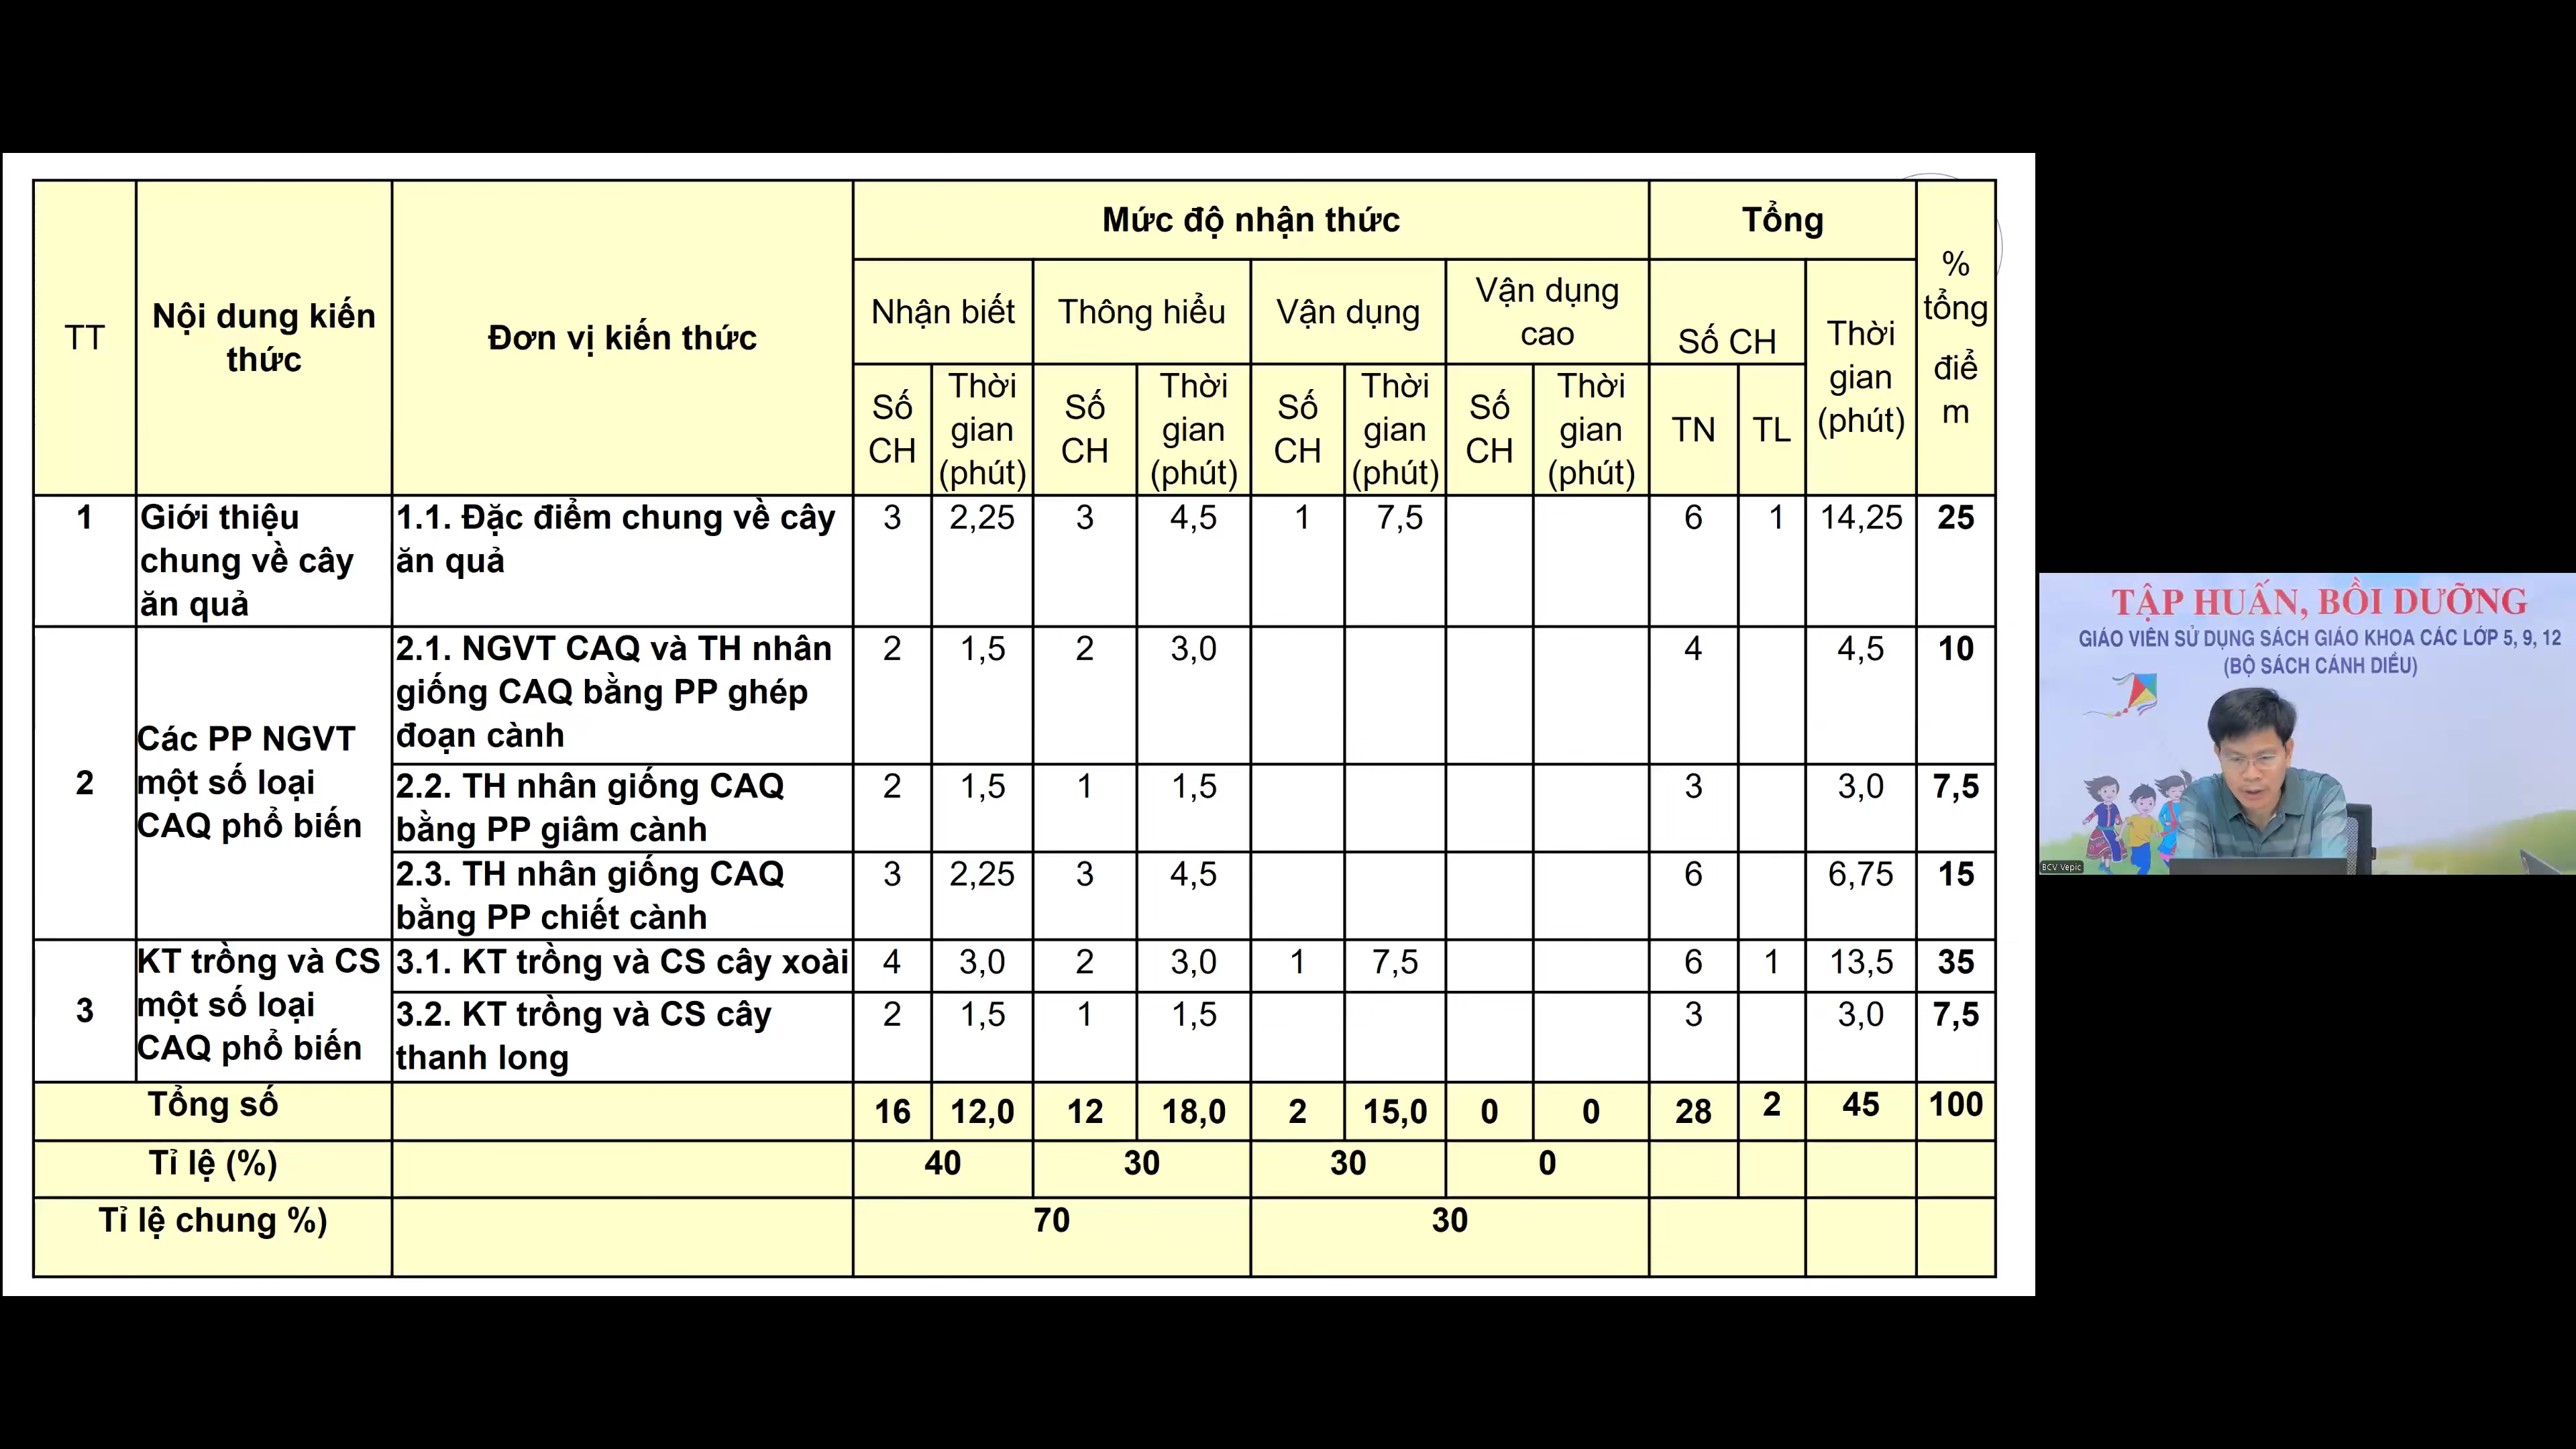 TT
Nội dung kiến
thức
Đơn vị kiến thức
Mức độ nhận thức
Tổng
%
tổng
điể
m
Nhận biết
Thông hiểu
Vận dụng
Vận dụng
cao
Số CH
Thời
gian
(phút)
Số
CH
Thời
gian
(phút)
Số
CH
Thời
gian
(phút)
Số
CH
Thời
gian
(phút)
Số
CH
Thời
gian
(phút)
TN
TL
1
Giới thiệu
chung về cây
ăn quả
1.1. Đặc điểm chung về cây
ăn quả
3 2,25 3 4,5 1 7,5 6 1 14,25 25
2
Các PP NGVT
một số loại
CAQ phổ biến
2.1. NGVT CAQ và TH nhân
giống CAQ bằng PP ghép
đoạn cành
2 1,5 2 3,0 4 4,5 10
2.2. TH nhân giống CAQ
bằng PP giâm cành
2 1,5 1 1,5 3 3,0 7,5
2.3. TH nhân giống CAQ
bằng PP chiết cành
3 2,25 3 4,5 6 6,75 15
3
KT trồng và CS
một số loại
CAQ phổ biến
3.1. KT trồng và CS cây xoài
4 3,0 2 3,0 1 7,5 6 1 13,5 35
3.2. KT trồng và CS cây
thanh long
2 1,5 1 1,5 3 3,0 7,5
Tổng số 16 12,0 12 18,0 2 15,0 0 0 28 2 45 100
Tỉ lệ (%) 40 30 30 0
Tỉ lệ chung %) 70 30
TẬP HUẤN, BỒI DƯỠNG
GIÁO VIÊN SỬ DỤNG SÁCH GIÁO KHOA CÁC LỚP 5, 9, 12
(BỘ SÁCH CÁNH DIỀU)
BCV Vepic